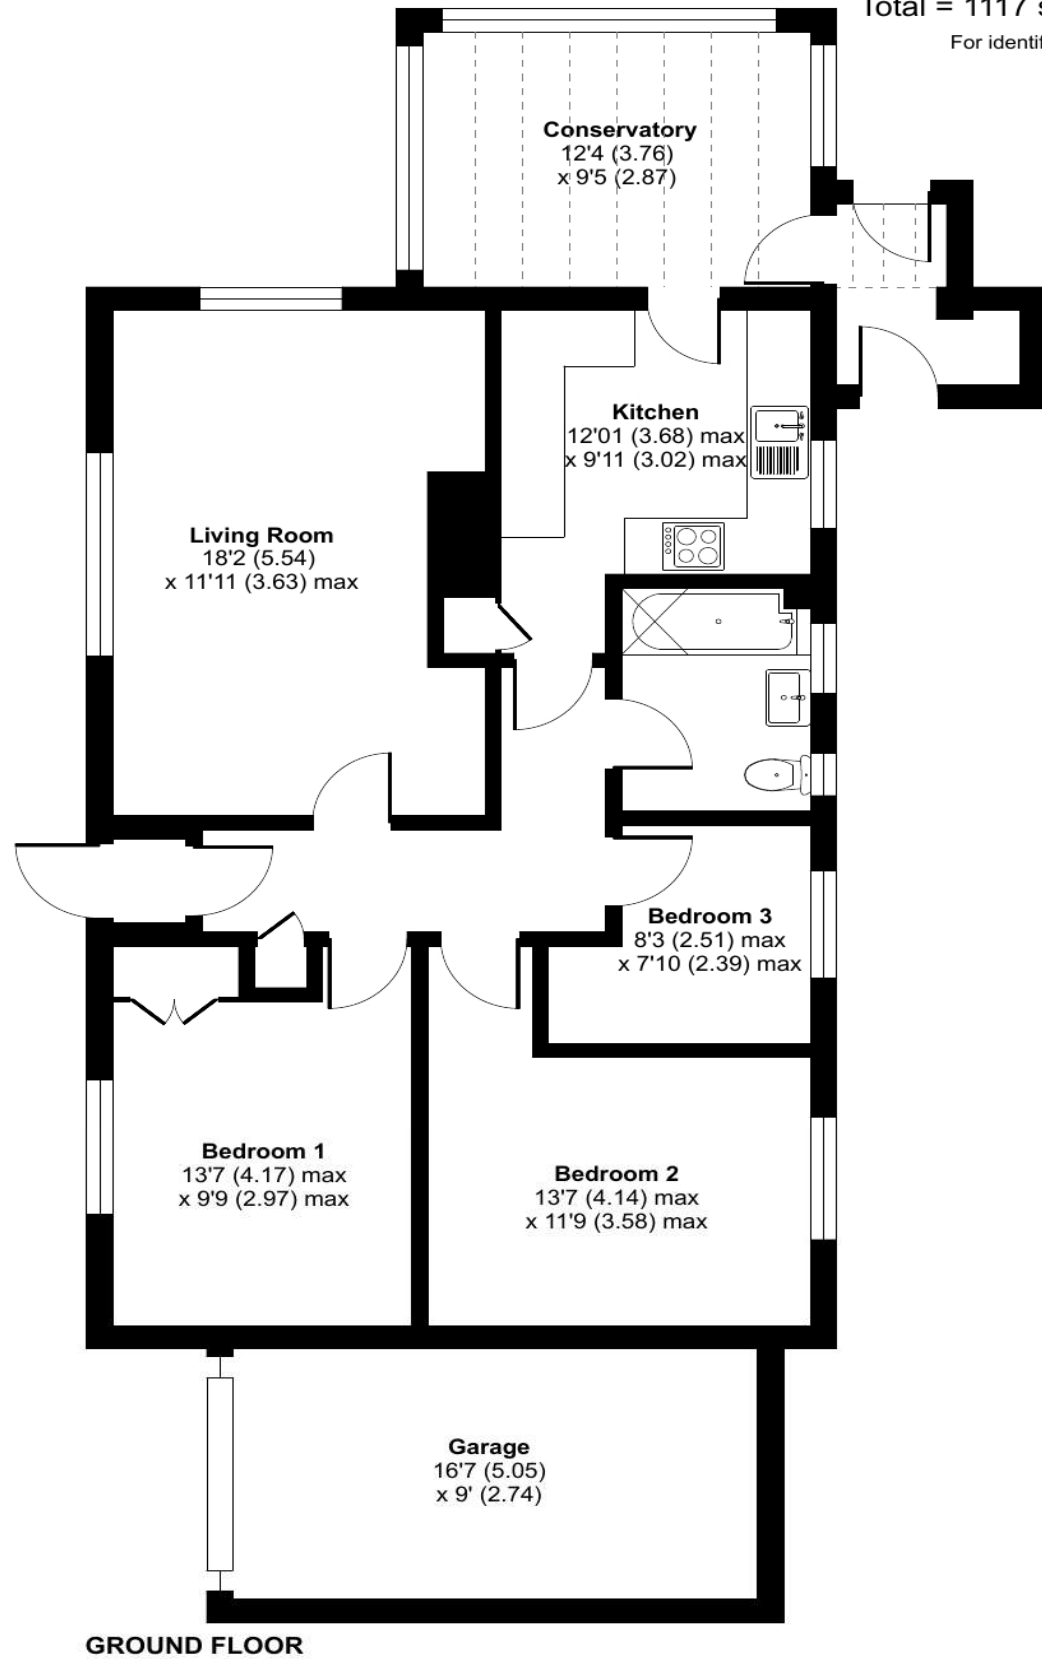 Total = 1117
For
Conservatory
12'4 (3.76)
x 9'5 (2.87)
Kitchen
12'01 (3.68) max
x 9'11 (3.02) max
Living Room
18'2 (5.54)
x 11'11 (3.63) max
Bedroom 3
8'3 (2.51) max
x 7'10 (2.39) max
Bedroom 1
13'7 (4.17) max
x 9'9 (2.97) max
Bedroom 2
13'7 (4.14) max
x 11'9 (3.58) max
Garage
16'7 (5.05)
x 9' (2.74)
GROUND FLOOR